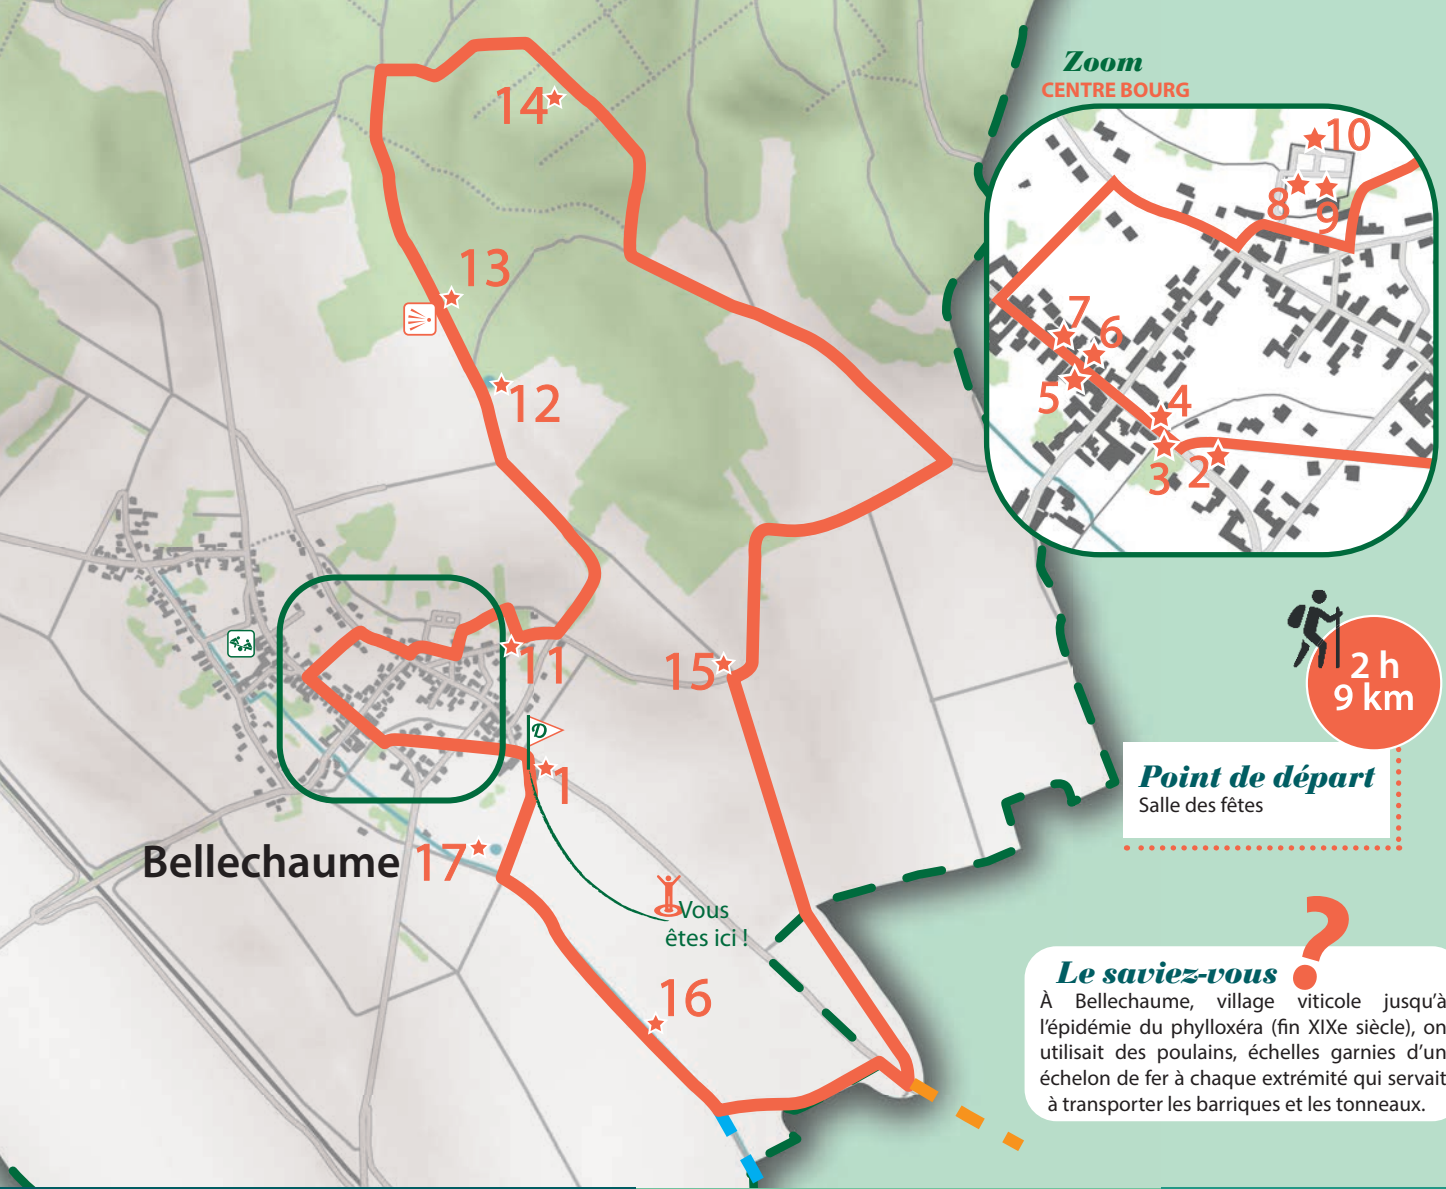 14
13
12
11
15
D
1
Bellechaume
17
Vous
êtes ici !
16
Zoom
CENTRE BOURG
10
8
9
7
6
5
4
3
2
2 h
9 km
Point de départ
Salle des fêtes
Le saviez-vous ?
À Bellechaume, village viticole jusqu’à
l’épidémie du phylloxéra (fin XIXe siècle), on
utilisait des poulains, échelles garnies d’un
échelon de fer à chaque extrémité qui servait
à transporter les barriques et les tonneaux.